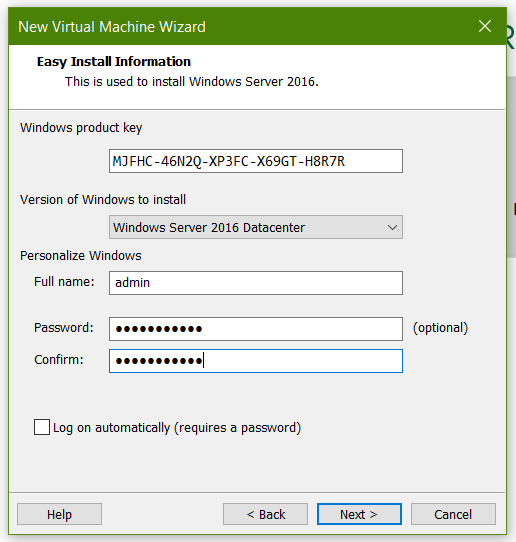 New Virtual Machine Wizard
Easy Install Information
This is used to install Windows Server 2016.
Windows product key
MJFHC-46N2Q-XP3FC-X69GT-H8R7R
Version of Windows to install
Windows Server 2016 Datacenter
Personalize Windows
Full name: admin
Password: ●●●●●●●●●●● (optional)
Confirm: ●●●●●●●●●●●
Log on automatically (requires a password)
Help < Back Next > Cancel